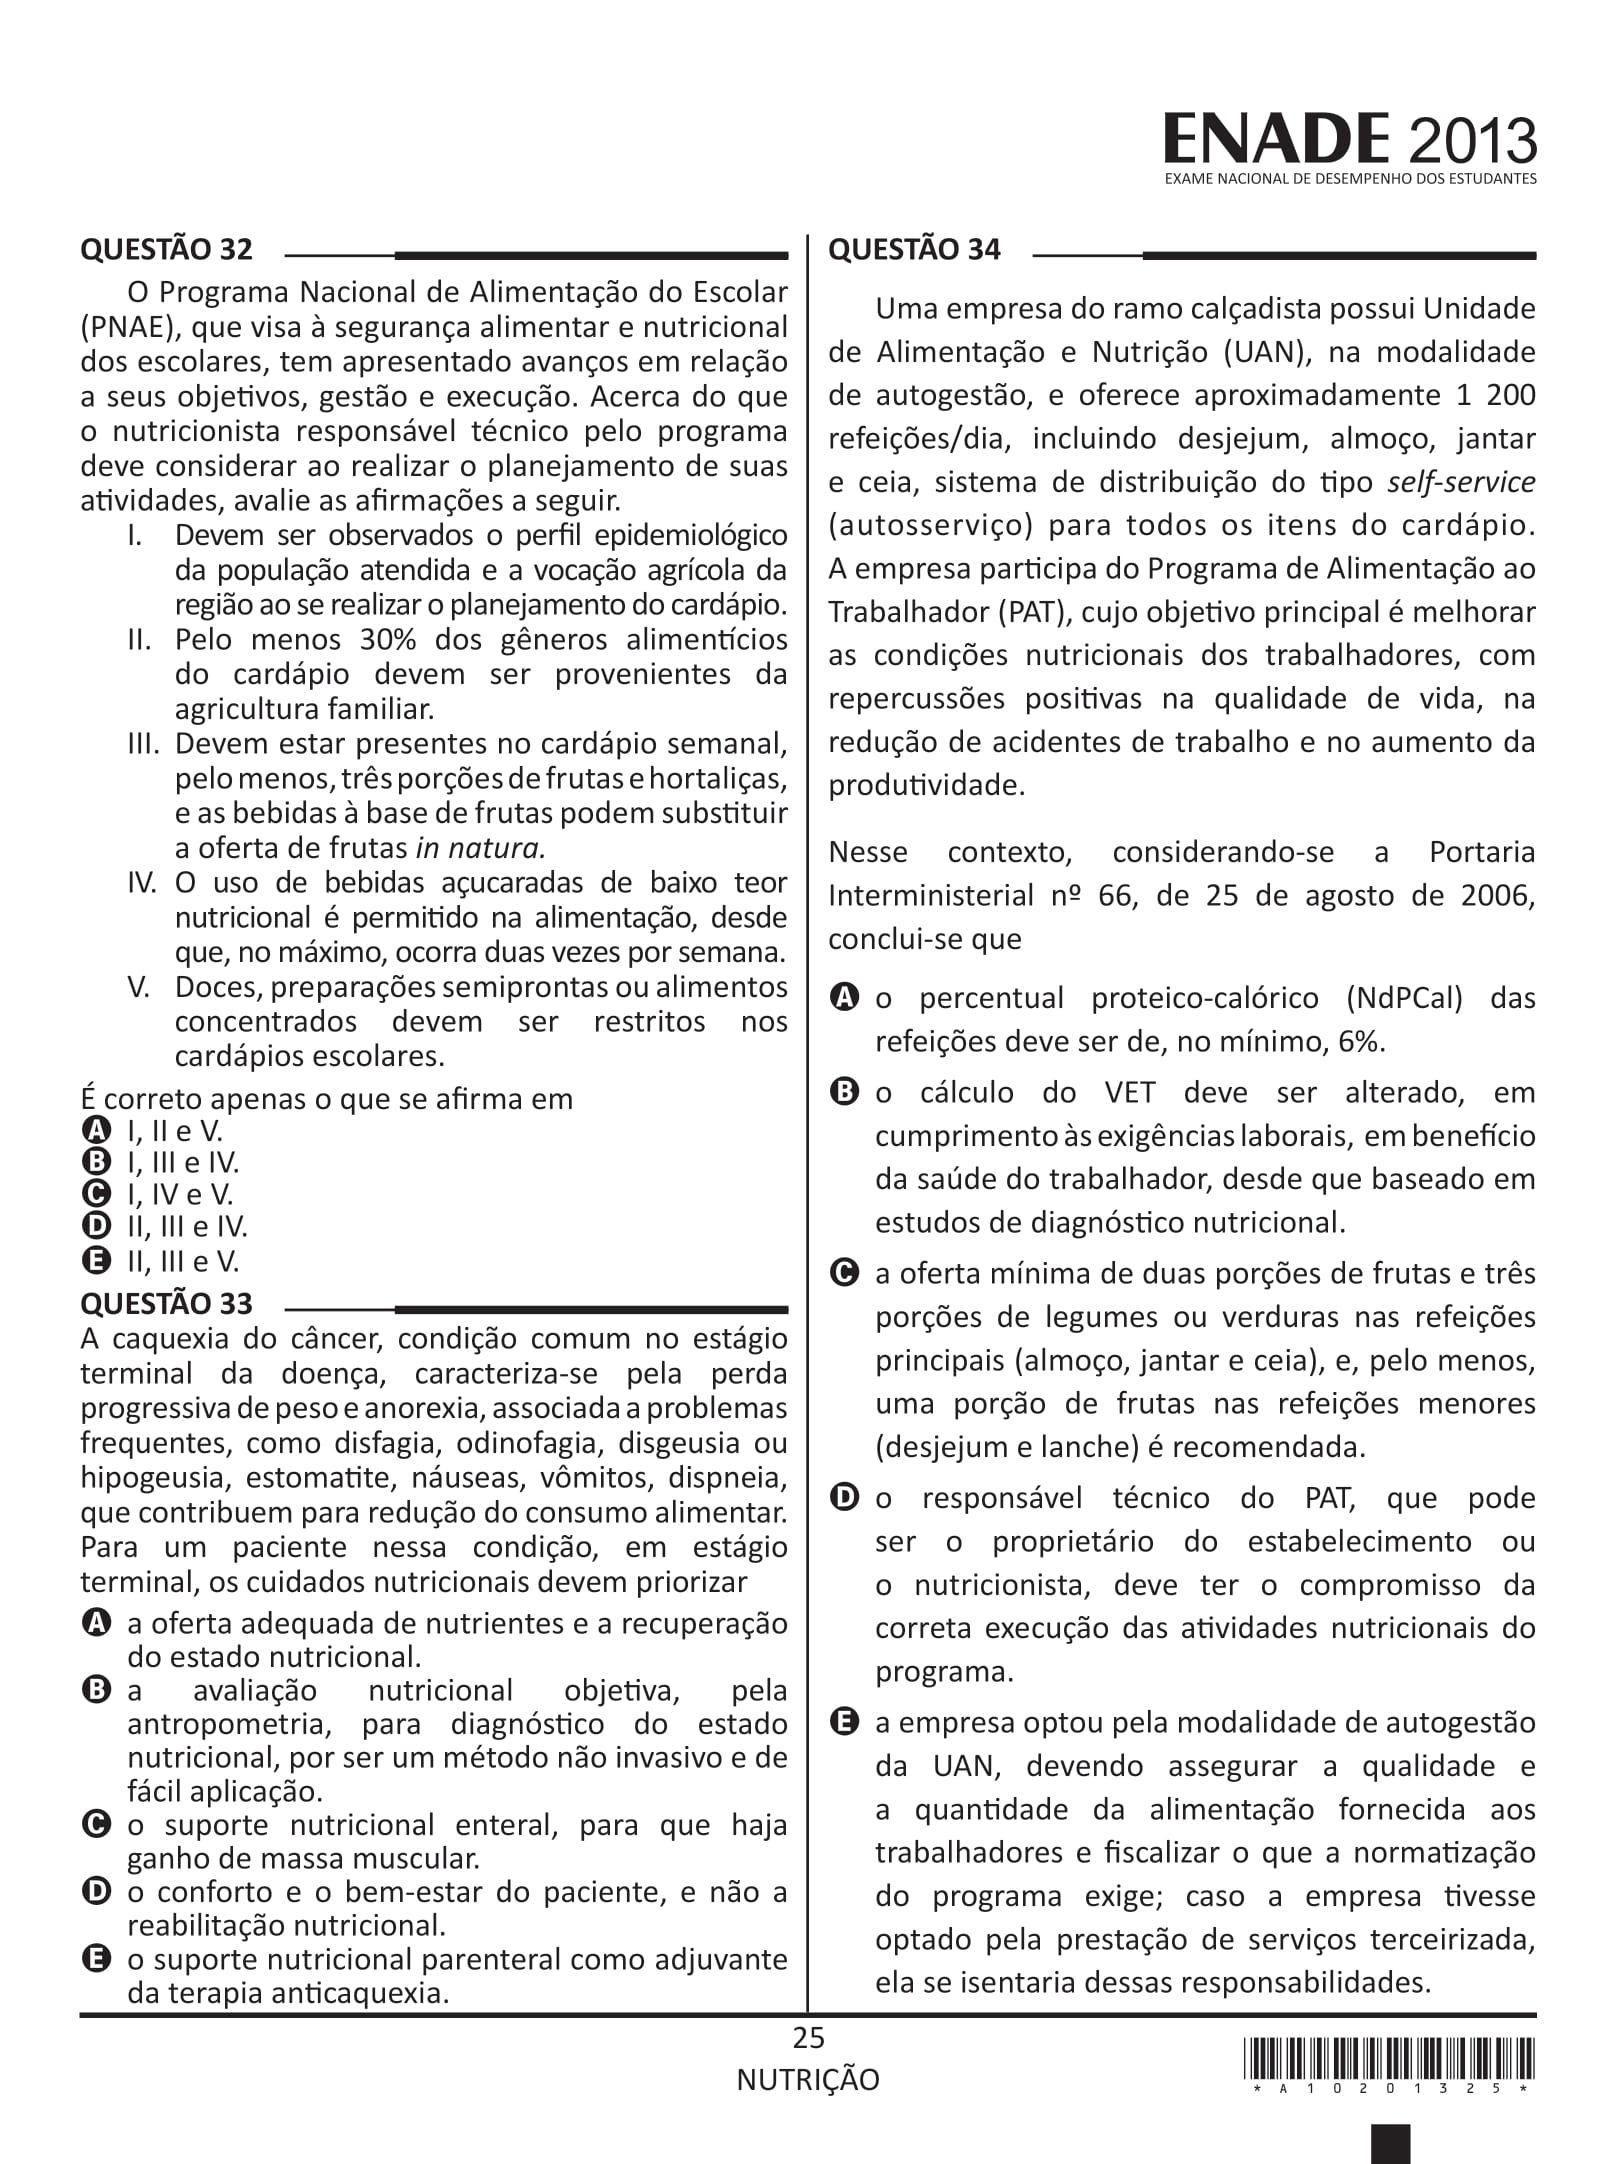 ENADE 2013
EXAME NACIONAL DE DESEMPENHO DOS ESTUDANTES
QUESTÃO 32
O Programa Nacional de Alimentação do Escolar
(PNAE), que visa à segurança alimentar e nutricional
dos escolares, tem apresentado avanços em relação
a seus objetivos, gestão e execução. Acerca do que
o nutricionista responsável técnico pelo programa
deve considerar ao realizar o planejamento de suas
atividades, avalie as afirmações a seguir.
I. Devem ser observados o perfil epidemiológico
da população atendida e a vocação agrícola da
região ao se realizar o planejamento do cardápio.
II. Pelo menos 30% dos gêneros alimentícios
do cardápio devem ser provenientes da
agricultura familiar.
III. Devem estar presentes no cardápio semanal,
pelo menos, três porções de frutas e hortaliças,
e as bebidas à base de frutas podem substituir
a oferta de frutas in natura.
IV. O uso de bebidas açucaradas de baixo teor
nutricional é permitido na alimentação, desde
que, no máximo, ocorra duas vezes por semana.
V. Doces, preparações semiprontas ou alimentos
concentrados devem ser restritos nos
cardápios escolares.
É correto apenas o que se afirma em
A I, II e V.
B I, III e IV.
C I, IV e V.
D II, III e IV.
E II, III e V.
QUESTÃO 33
A caquexia do câncer, condição comum no estágio
terminal da doença, caracteriza-se pela perda
progressiva de peso e anorexia, associada a problemas
frequentes, como disfagia, odinofagia, disgeusia ou
hipogeusia, estomatite, náuseas, vômitos, dispneia,
que contribuem para redução do consumo alimentar.
Para um paciente nessa condição, em estágio
terminal, os cuidados nutricionais devem priorizar
A a oferta adequada de nutrientes e a recuperação
do estado nutricional.
B a avaliação nutricional objetiva, pela
antropometria, para diagnóstico do estado
nutricional, por ser um método não invasivo e de
fácil aplicação.
C o suporte nutricional enteral, para que haja
ganho de massa muscular.
D o conforto e o bem-estar do paciente, e não a
reabilitação nutricional.
E o suporte nutricional parenteral como adjuvante
da terapia anticaquexia.
QUESTÃO 34
Uma empresa do ramo calçadista possui Unidade
de Alimentação e Nutrição (UAN), na modalidade
de autogestão, e oferece aproximadamente 1 200
refeições/dia, incluindo desjejum, almoço, jantar
e ceia, sistema de distribuição do tipo self-service
(autosserviço) para todos os itens do cardápio.
A empresa participa do Programa de Alimentação ao
Trabalhador (PAT), cujo objetivo principal é melhorar
as condições nutricionais dos trabalhadores, com
repercussões positivas na qualidade de vida, na
redução de acidentes de trabalho e no aumento da
produtividade.
Nesse contexto, considerando-se a Portaria
Interministerial nº 66, de 25 de agosto de 2006,
conclui-se que
A o percentual proteico-calórico (NdPCal) das
refeições deve ser de, no mínimo, 6%.
B o cálculo do VET deve ser alterado, em
cumprimento às exigências laborais, em benefício
da saúde do trabalhador, desde que baseado em
estudos de diagnóstico nutricional.
C a oferta mínima de duas porções de frutas e três
porções de legumes ou verduras nas refeições
principais (almoço, jantar e ceia), e, pelo menos,
uma porção de frutas nas refeições menores
(desjejum e lanche) é recomendada.
D o responsável técnico do PAT, que pode
ser o proprietário do estabelecimento ou
o nutricionista, deve ter o compromisso da
correta execução das atividades nutricionais do
programa.
E a empresa optou pela modalidade de autogestão
da UAN, devendo assegurar a qualidade e
a quantidade da alimentação fornecida aos
trabalhadores e fiscalizar o que a normatização
do programa exige; caso a empresa tivesse
optado pela prestação de serviços terceirizada,
ela se isentaria dessas responsabilidades.
25
NUTRIÇÃO
*A10201325*